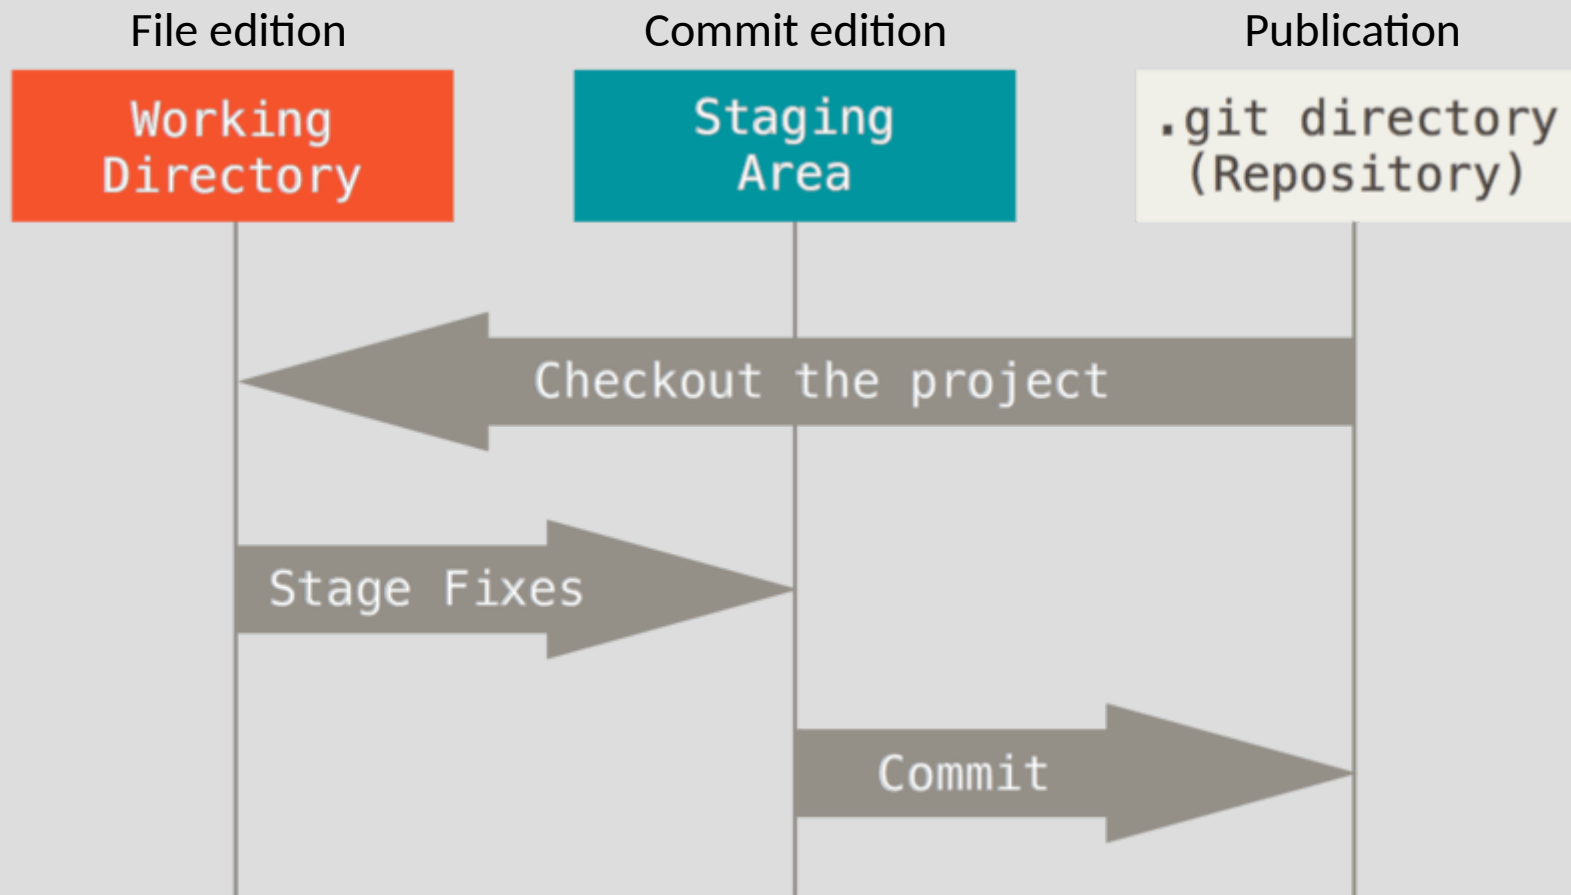 File edition
Commit edition
Publication
Working
Directory
Staging
Area
.git directory
(Repository)
Checkout the project
Stage Fixes
Commit